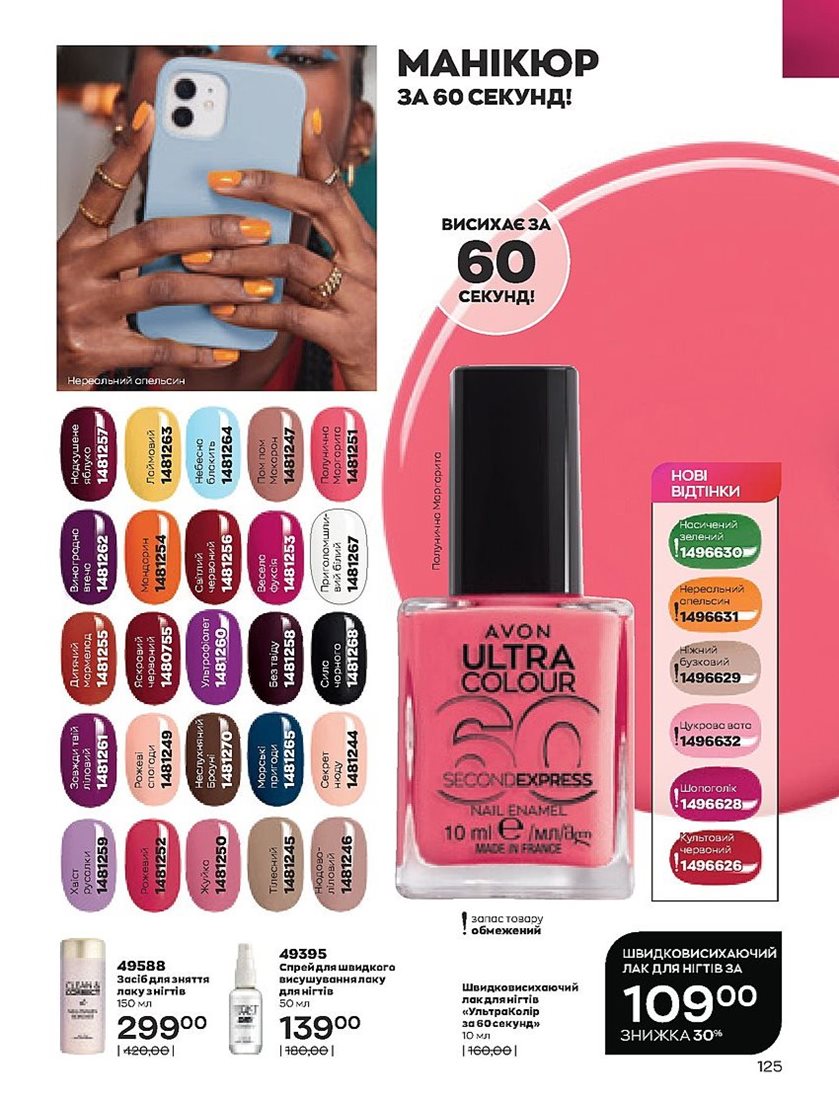 МАНІКЮР
ЗА 60 СЕКУНД!
ВИСИХАЄ ЗА
60
СЕКУНД!
Нереальний апельсин
Надкушене
яблуко
1481257
Лаймовий
1481263
Небесна
блакить
1481264
Пом пом
Макарон
1481247
Полунична
Маргарита
1481251
Виноградна
втеча
1481262
Мандарин
1481254
Світлий
червоний
1481256
Весела
фуксія
1481253
Приголомшли-
вий білий
1481267
Дитячий
мармелад
1481255
Яскравий
червоний
1480755
Ультрафіолет
1481260
Без твіду
1481258
Сила
чорного
1481268
Завжди твій
ліловий
1481261
Рожеві
спогади
1481249
Неслухняний
Брауні
1481270
Морські
пригоди
1481265
Секрет
нюду
1481244
Хвіст
русалки
1481259
Рожевий
1481252
Жуйка
1481250
Тілесний
1481245
Нюдово-
ліловий
1481246
Полунична Маргарита
AVON
ULTRA
COLOUR
60
SECONDEXPRESS
NAIL ENAMEL
10 ml e /мл/дәл
MADE IN FRANCE
НОВІ
ВІДТІНКИ
Насичений
зелений
!1496630
Нереальний
апельсин
!1496631
Ніжний
бузковий
!1496629
Цукрова вата
!1496632
Шопоголік
!1496628
Культовий
червоний
!1496626
! запас товару
обмежений
CLEAN &
CORRECT
49588
Засіб для зняття
лаку з нігтів
150 мл
299⁰⁰
|420,00|
49395
Спрей для швидкого
висушування лаку
для нігтів
50 мл
139⁰⁰
|180,00|
Швидковисихаючий
лак для нігтів
«УльтраКолір
за 60 секунд»
10 мл
|160,00|
ШВИДКОВИСИХАЮЧИЙ
ЛАК ДЛЯ НІГТІВ ЗА
109⁰⁰
ЗНИЖКА 30%
125